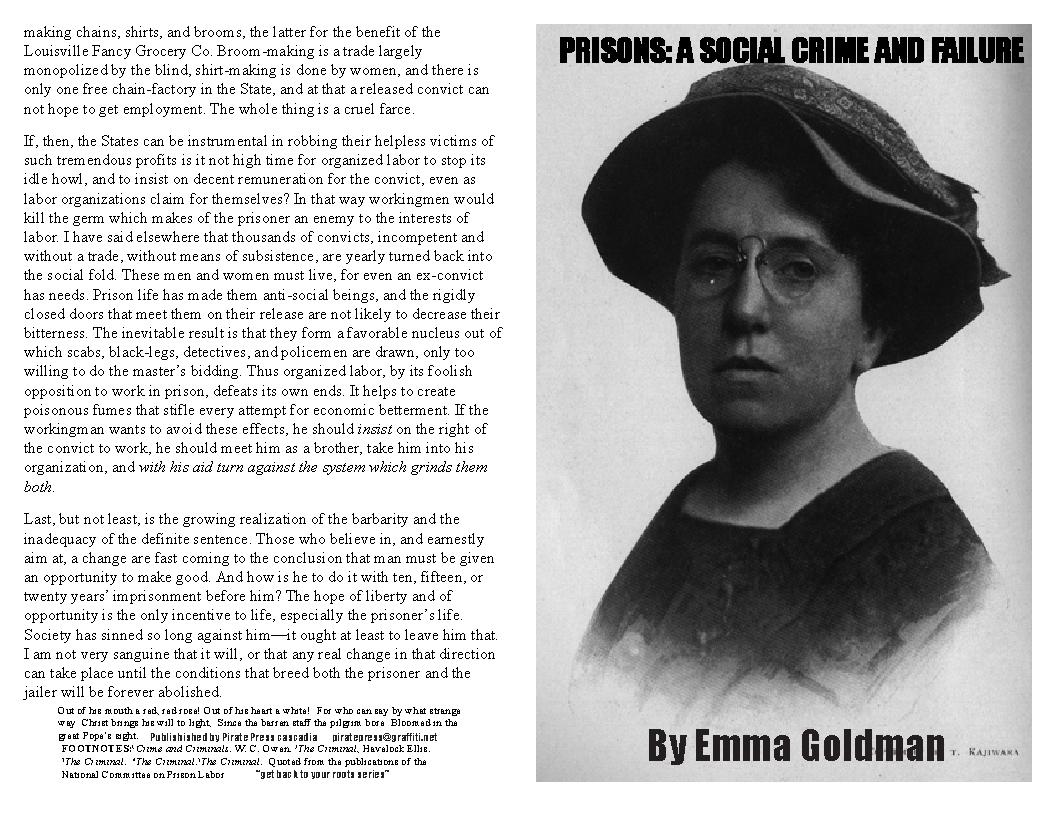 making chains, shirts, and brooms, the latter for the benefit of the
Louisville Fancy Grocery Co. Broom-making is a trade largely
monopolized by the blind, shirt-making is done by women, and there is
only one free chain-factory in the State, and at that a released convict can
not hope to get employment. The whole thing is a cruel farce.
If, then, the States can be instrumental in robbing their helpless victims of
such tremendous profits is it not high time for organized labor to stop its
idle howl, and to insist on decent remuneration for the convict, even as
labor organizations claim for themselves? In that way workingmen would
kill the germ which makes of the prisoner an enemy to the interests of
labor. I have said elsewhere that thousands of convicts, incompetent and
without a trade, without means of subsistence, are yearly turned back into
the social fold. These men and women must live, for even an ex-convict
has needs. Prison life has made them anti-social beings, and the rigidly
closed doors that meet them on their release are not likely to decrease their
bitterness. The inevitable result is that they form a favorable nucleus out of
which scabs, black-legs, detectives, and policemen are drawn, only too
willing to do the master's bidding. Thus organized labor, by its foolish
opposition to work in prison, defeats its own ends. It helps to create
poisonous fumes that stifle every attempt for economic betterment. If the
workingman wants to avoid these effects, he should insist on the right of
the convict to work, he should meet him as a brother, take him into his
organization, and with his aid turn against the system which grinds them
both.
Last, but not least, is the growing realization of the barbarity and the
inadequacy of the definite sentence. Those who believe in, and earnestly
aim at, a change are fast coming to the conclusion that man must be given
an opportunity to make good. And how is he to do it with ten, fifteen, or
twenty years' imprisonment before him? The hope of liberty and of
opportunity is the only incentive to life, especially the prisoner's life.
Society has sinned so long against him—it ought at least to leave him that.
I am not very sanguine that it will, or that any real change in that direction
can take place until the conditions that breed both the prisoner and the
jailer will be forever abolished.
Out of his mouth a red, red rose! Out of his heart a white! For who can say by what strange
way Christ brings his will to light, Since the barren staff the pilgrim bore Bloomed in the
great Pope's sight. Publishished by Pirate Press cascadia piratepress@graffiti.net
FOOTNOTES: Crime and Criminals. W. C. Owen. The Criminal, Havelock Ellis.
The Criminal. The Criminal. The Criminal. Quoted from the publications of the
National Committee on Prison Labor "get back to your roots series"
PRISONS: A SOCIAL CRIME AND FAILURE
By Emma Goldman
T. KAJIWARA